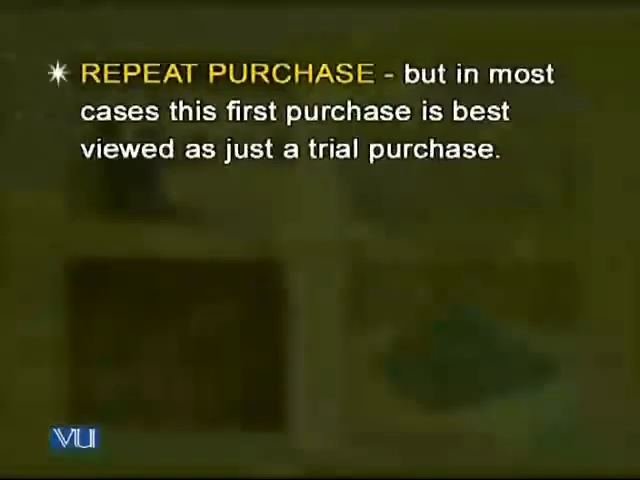 REPEAT PURCHASE - but in most
cases this first purchase is best
viewed as just a trial purchase.
VU